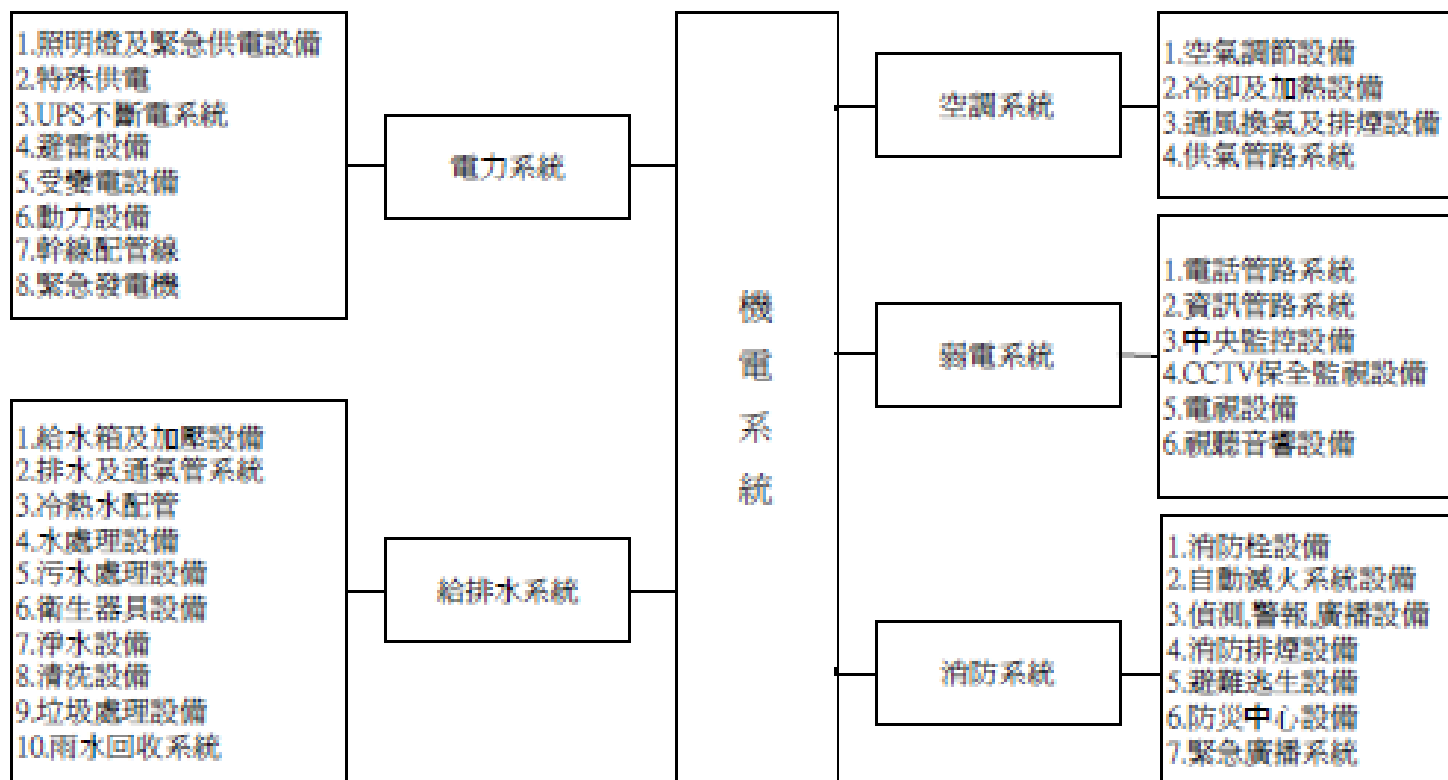 1.照明燈及緊急供電設備
2.特殊供電
3.UPS不斷電系統
4.避雷設備
5.受變電設備
6.動力設備
7.幹線配管線
8.緊急發電機
電力系統
1.給水箱及加壓設備
2.排水及通氣管系統
3.冷熱水配管
4.水處理設備
5.污水處理設備
6.衛生器具設備
7.淨水設備
8.清洗設備
9.垃圾處理設備
10.雨水回收系統
給排水系統
機
電
系
統
空調系統
1.空氣調節設備
2.冷卻及加熱設備
3.通風換氣及排煙設備
4.供氣管路系統
弱電系統
1.電話管路系統
2.資訊管路系統
3.中央監控設備
4.CCTV保全監視設備
5.電視設備
6.視聽音響設備
消防系統
1.消防栓設備
2.自動滅火系統設備
3.偵測,警報,廣播設備
4.消防排煙設備
5.避難逃生設備
6.防災中心設備
7.緊急廣播系統